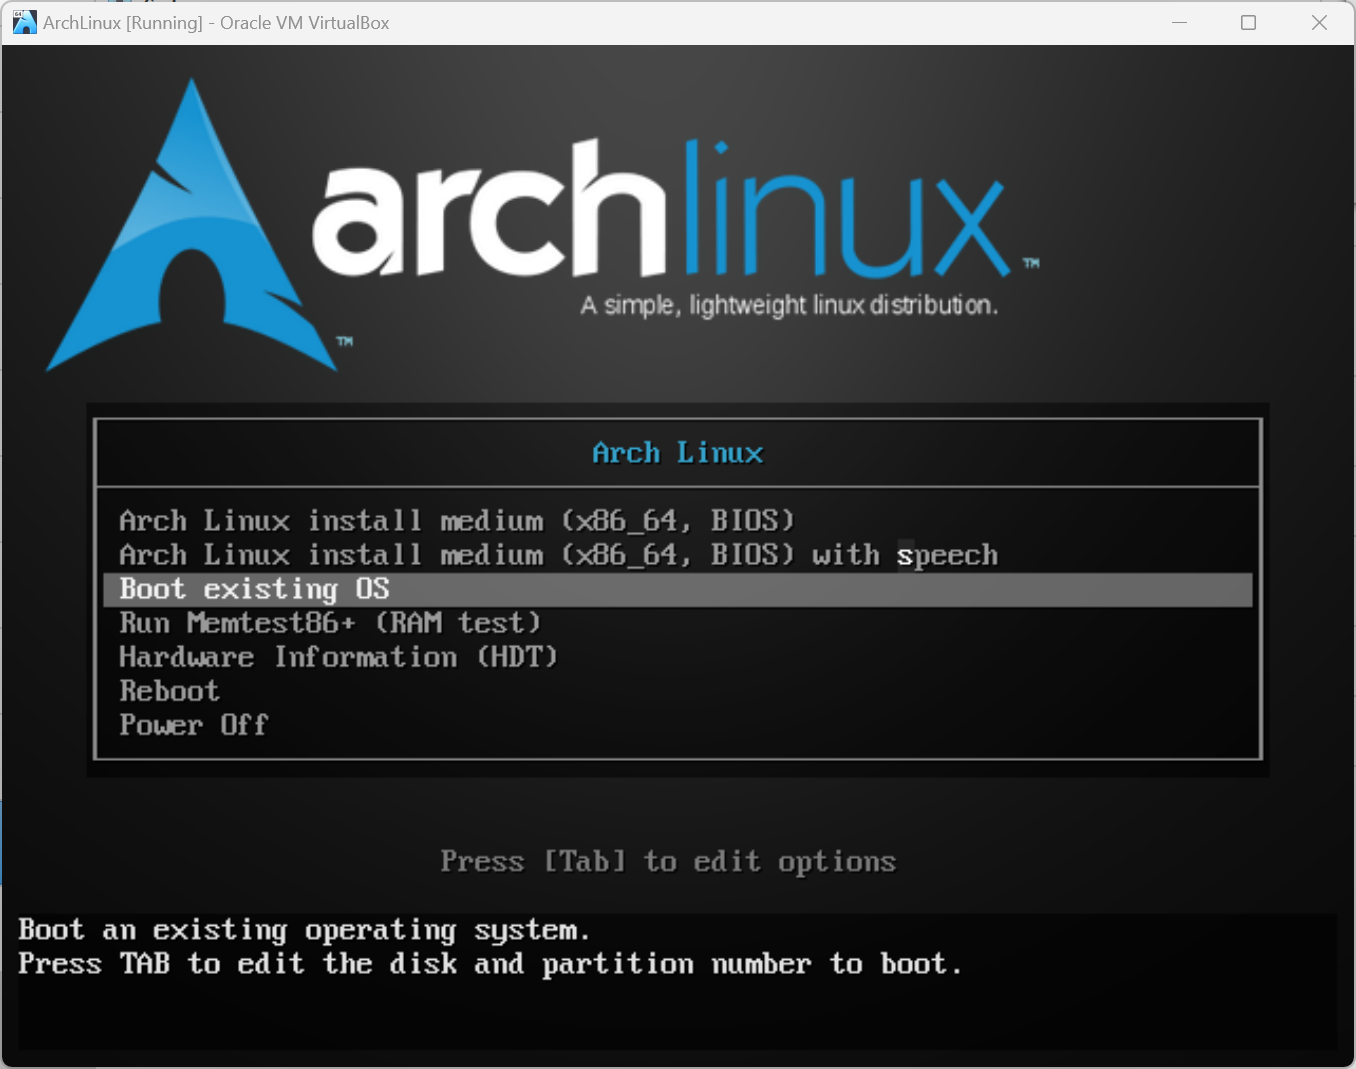 ArchLinux [Running] - Oracle VM VirtualBox
archlinux™
A simple, lightweight linux distribution.
™
Arch Linux
Arch Linux install medium (x86_64, BIOS)
Arch Linux install medium (x86_64, BIOS) with speech
Boot existing OS
Run Memtest86+ (RAM test)
Hardware Information (HDT)
Reboot
Power Off
Press [Tab] to edit options
Boot an existing operating system.
Press TAB to edit the disk and partition number to boot.